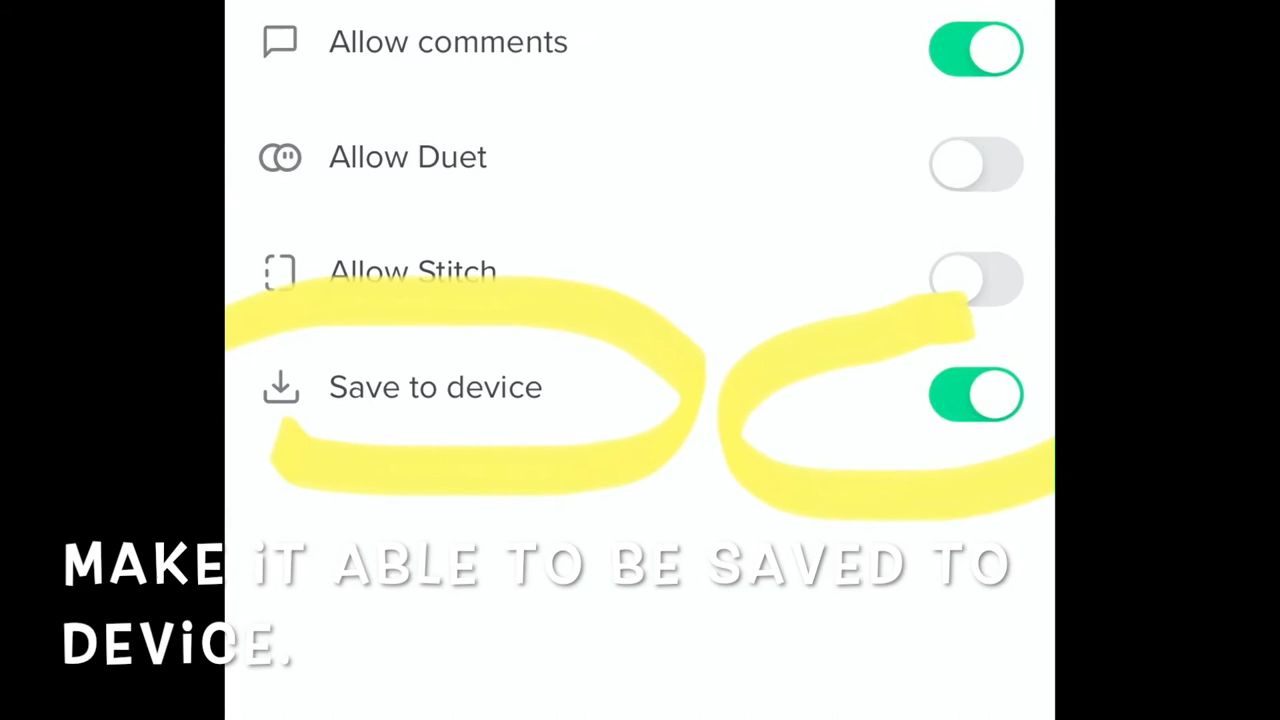 Allow comments
Allow Duet
Allow Stitch
Save to device
MAKE iT ABLE TO BE SAVED TO
DEViCE.